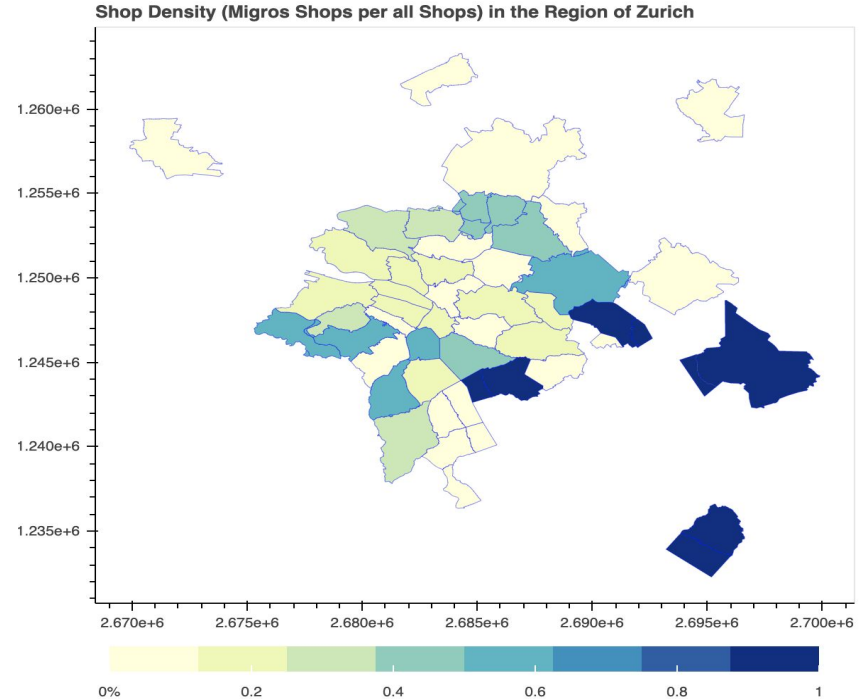 Shop Density (Migros Shops per all Shops) in the Region of Zurich
1.260e+6
1.255e+6
1.250e+6
1.245e+6
1.240e+6
1.235e+6
2.670e+6 2.675e+6 2.680e+6 2.685e+6 2.690e+6 2.695e+6 2.700e+6
0% 0.2 0.4 0.6 0.8 1